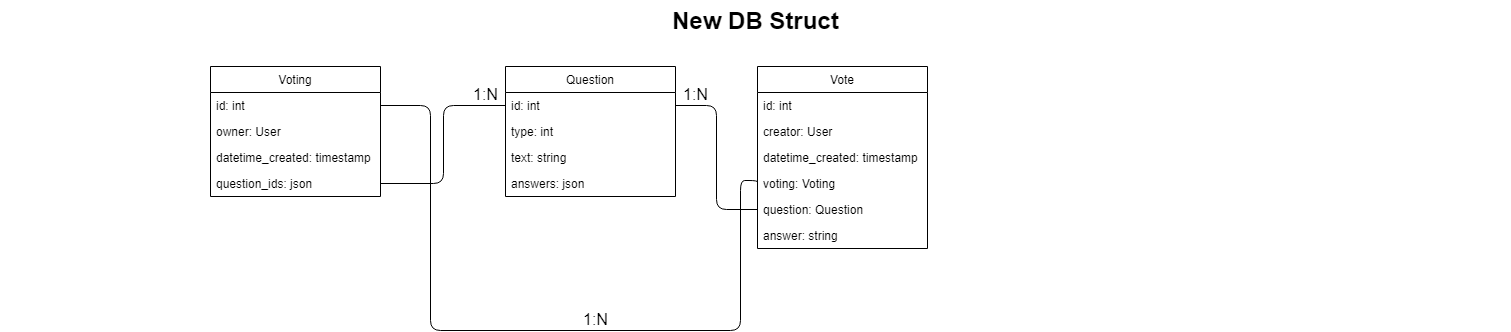 New DB Struct
Voting
id: int
owner: User
datetime_created: timestamp
question_ids: json
1:N
Question
id: int
type: int
text: string
answers: json
1:N
Vote
id: int
creator: User
datetime_created: timestamp
voting: Voting
question: Question
answer: string
1:N